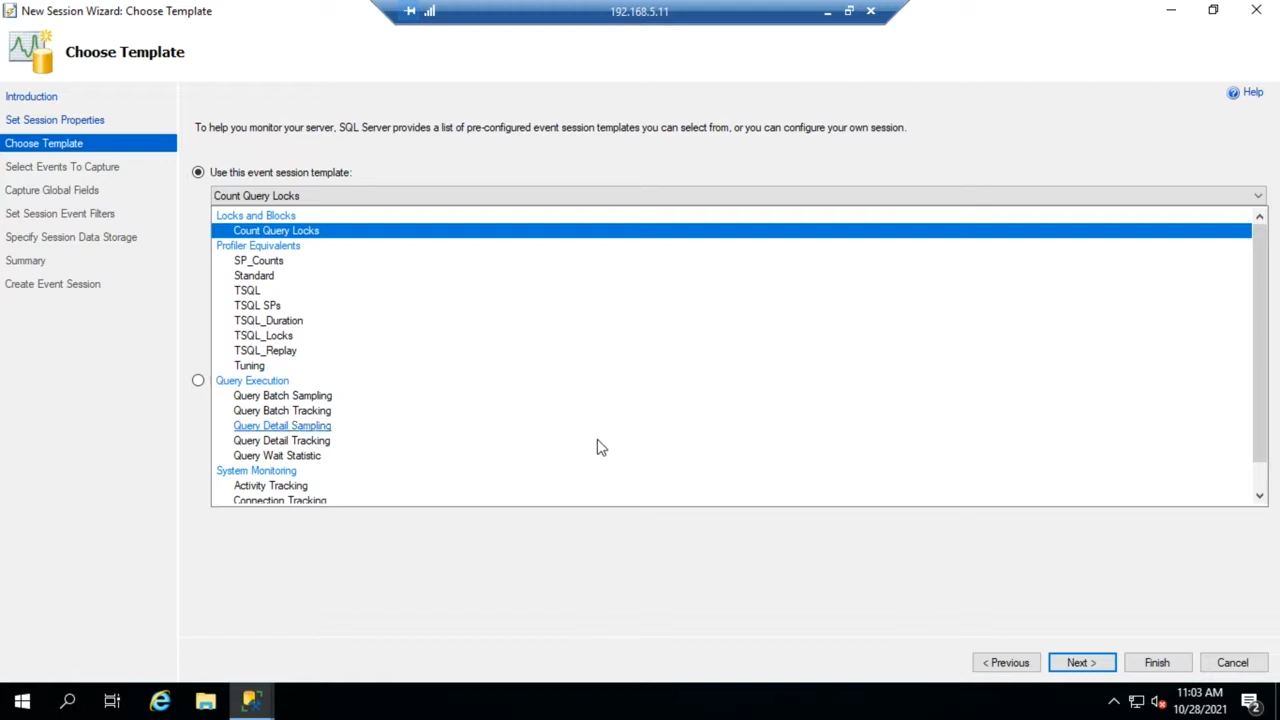 New Session Wizard: Choose Template
192.168.5.11
Choose Template
Introduction
Set Session Properties
Choose Template
Select Events To Capture
Capture Global Fields
Set Session Event Filters
Specify Session Data Storage
Summary
Create Event Session
Help
To help you monitor your server, SQL Server provides a list of pre-configured event session templates you can select from, or you can configure your own session.
Use this event session template:
Count Query Locks
Locks and Blocks
Count Query Locks
Profiler Equivalents
SP_Counts
Standard
TSQL
TSQL SPs
TSQL_Duration
TSQL_Locks
TSQL_Replay
Tuning
Query Execution
Query Batch Sampling
Query Batch Tracking
Query Detail Sampling
Query Detail Tracking
Query Wait Statistic
System Monitoring
Activity Tracking
Connection Tracking
< Previous
Next >
Finish
Cancel
11:03 AM
10/28/2021
2